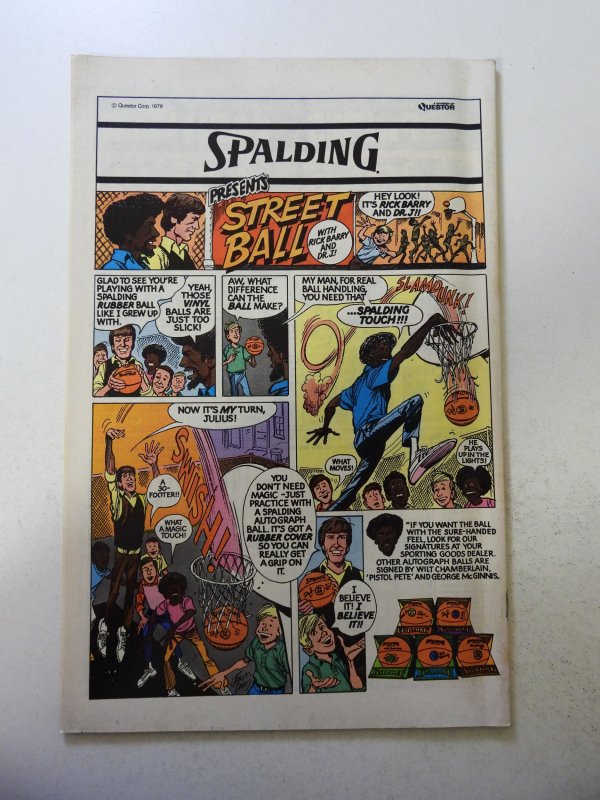 © Questor Corp. 1979
QUESTOR
SPALDING
PRESENTS
STREET
BALL
WITH
RICK BARRY
AND
DR. J!
HEY LOOK!
IT'S RICK BARRY
AND DR. J!!
GLAD TO SEE YOU'RE
PLAYING WITH A
SPALDING
RUBBER BALL
LIKE I GREW UP
WITH.
YEAH,
THOSE
VINYL
BALLS ARE
JUST TOO
SLICK!
AW, WHAT
DIFFERENCE
CAN THE
BALL MAKE?
MY MAN, FOR REAL
BALL HANDLING,
YOU NEED THAT
...SPALDING
TOUCH!!!
SLAM DUNK!
WHAT
MOVES!
HE
PLAYS
UP IN THE
LIGHTS!
NOW IT'S MY TURN,
JULIUS!
A
30-
FOOTER!!
WHAT
A MAGIC
TOUCH!
SWISH!
YOU
DON'T NEED
MAGIC -JUST
PRACTICE WITH
A SPALDING
AUTOGRAPH
BALL. IT'S GOT A
RUBBER COVER
SO YOU CAN
REALLY GET
A GRIP ON
IT.
I
BELIEVE
IT! I
BELIEVE
IT!!
"IF YOU WANT THE BALL
WITH THE SURE-HANDED
FEEL, LOOK FOR OUR
SIGNATURES AT YOUR
SPORTING GOODS DEALER.
OTHER AUTOGRAPH BALLS ARE
SIGNED BY WILT CHAMBERLAIN,
'PISTOL PETE' AND GEORGE McGINNIS.